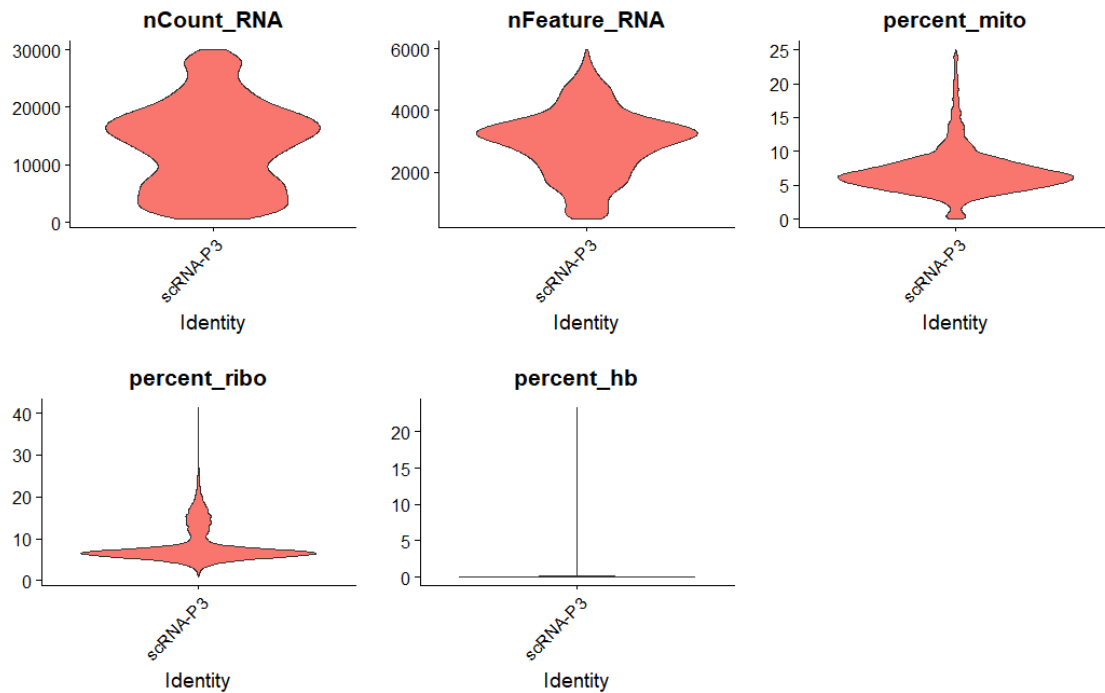 nCount_RNA
30000
20000
10000
0
scRNA-P3
Identity
nFeature_RNA
6000
4000
2000
scRNA-P3
Identity
percent_mito
25
20
15
10
5
0
scRNA-P3
Identity
percent_ribo
40
30
20
10
0
scRNA-P3
Identity
percent_hb
20
15
10
5
0
scRNA-P3
Identity